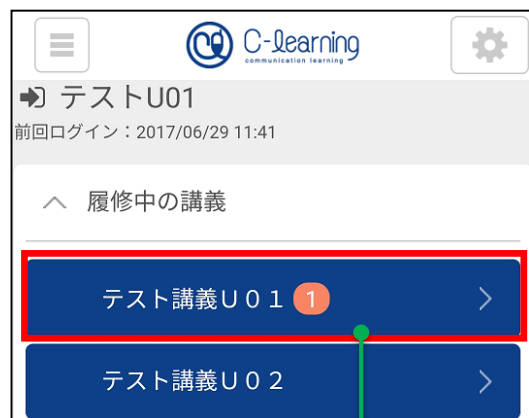 C-Learning
communication learning
テストU01
前回ログイン：2017/06/29 11:41
履修中の講義
テスト講義Ｕ０１ 1
テスト講義Ｕ０２